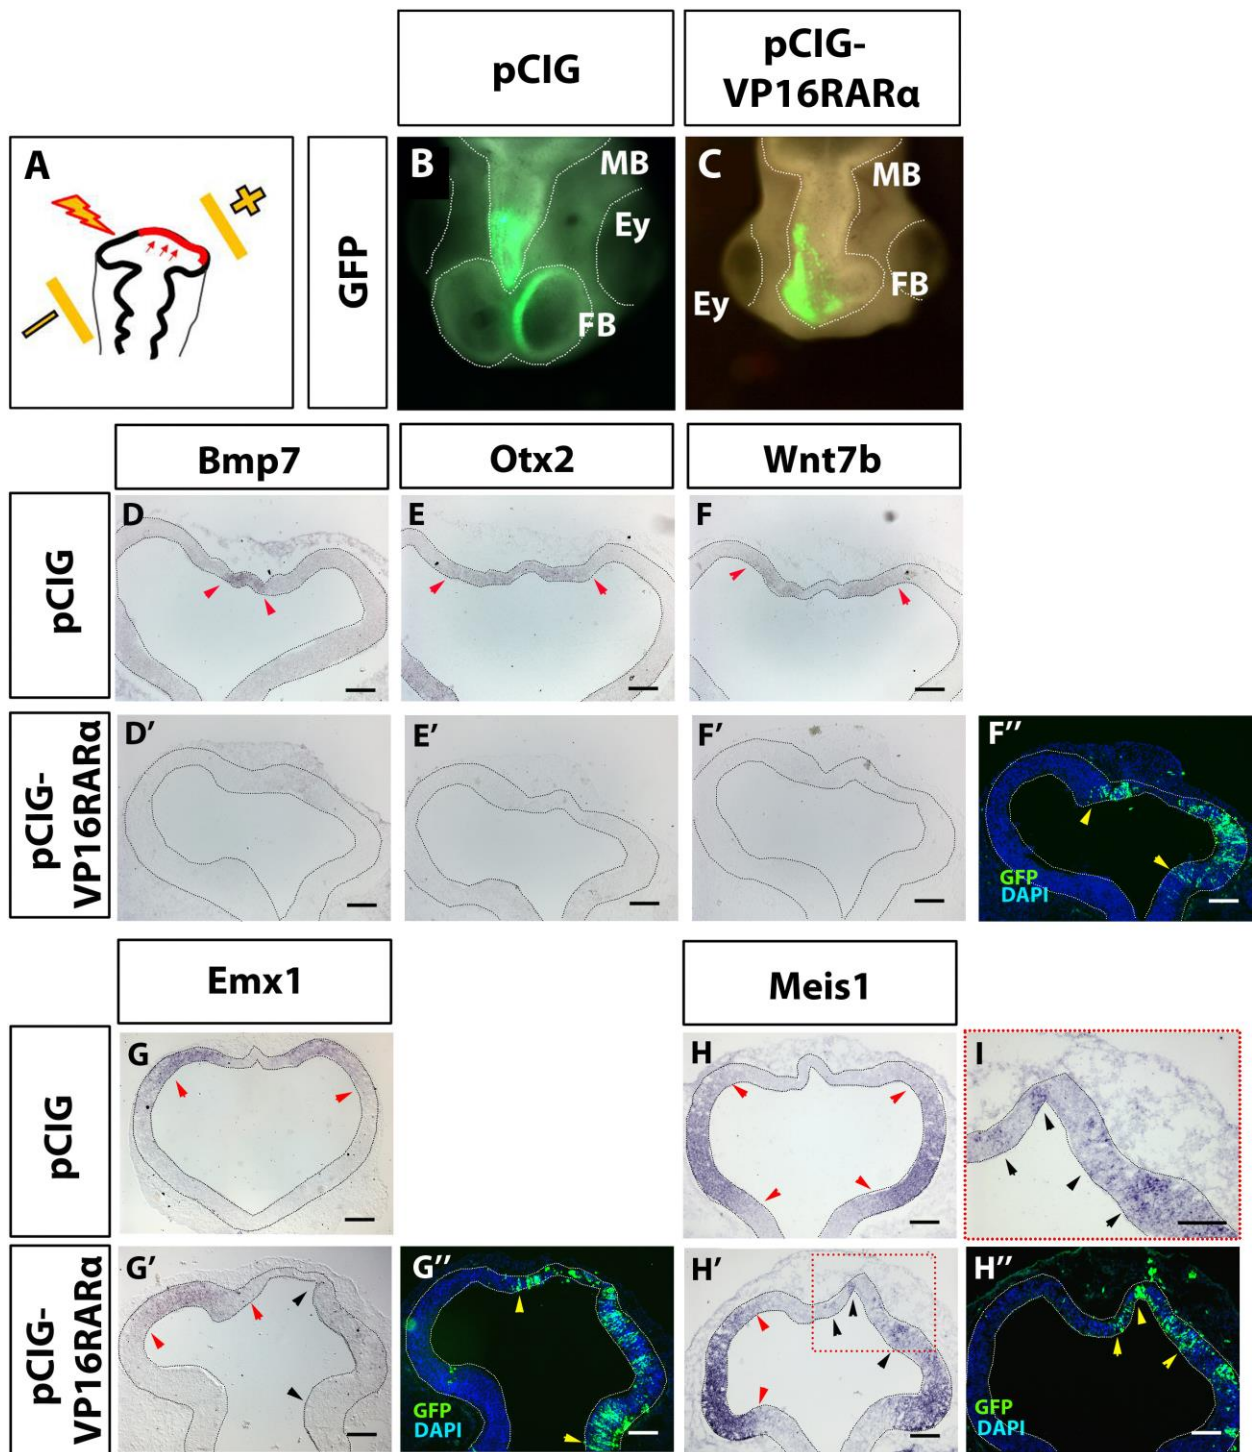 pCIG
pCIG-
VP16RARα
A
GFP
B
MB
Ey
FB
C
MB
Ey
FB
Bmp7
Otx2
Wnt7b
pCIG
D
E
F
pCIG-
VP16RARα
D'
E'
F'
F''
GFP
DAPI
Emx1
Meis1
pCIG
G
H
I
pCIG-
VP16RARα
G'
G''
GFP
DAPI
H'
H''
GFP
DAPI